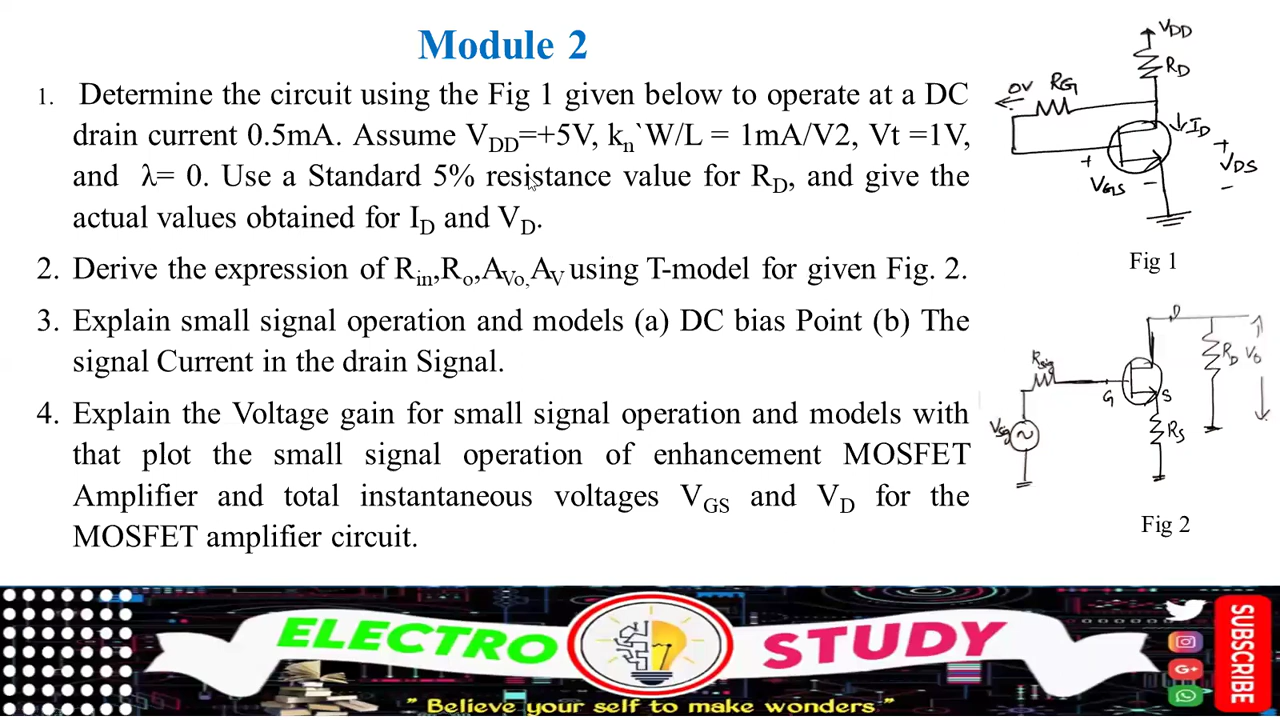 Module 2
1. Determine the circuit using the Fig 1 given below to operate at a DC
drain current 0.5mA. Assume VDD=+5V, kn`W/L = 1mA/V2, Vt =1V,
and λ= 0. Use a Standard 5% resistance value for RD, and give the
actual values obtained for ID and VD.
2. Derive the expression of Rin,Ro,AVo,AV using T-model for given Fig. 2.
3. Explain small signal operation and models (a) DC bias Point (b) The
signal Current in the drain Signal.
4. Explain the Voltage gain for small signal operation and models with
that plot the small signal operation of enhancement MOSFET
Amplifier and total instantaneous voltages VGS and VD for the
MOSFET amplifier circuit.
VDD
RD
0V RG
ID
+
VDS
-
+
VGS -
Fig 1
D
Rsig
RD Vo
G
S
Vsig
RS
Fig 2
ELECTRO STUDY
" Believe your self to make wonders "
SUBSCRIBE
G+